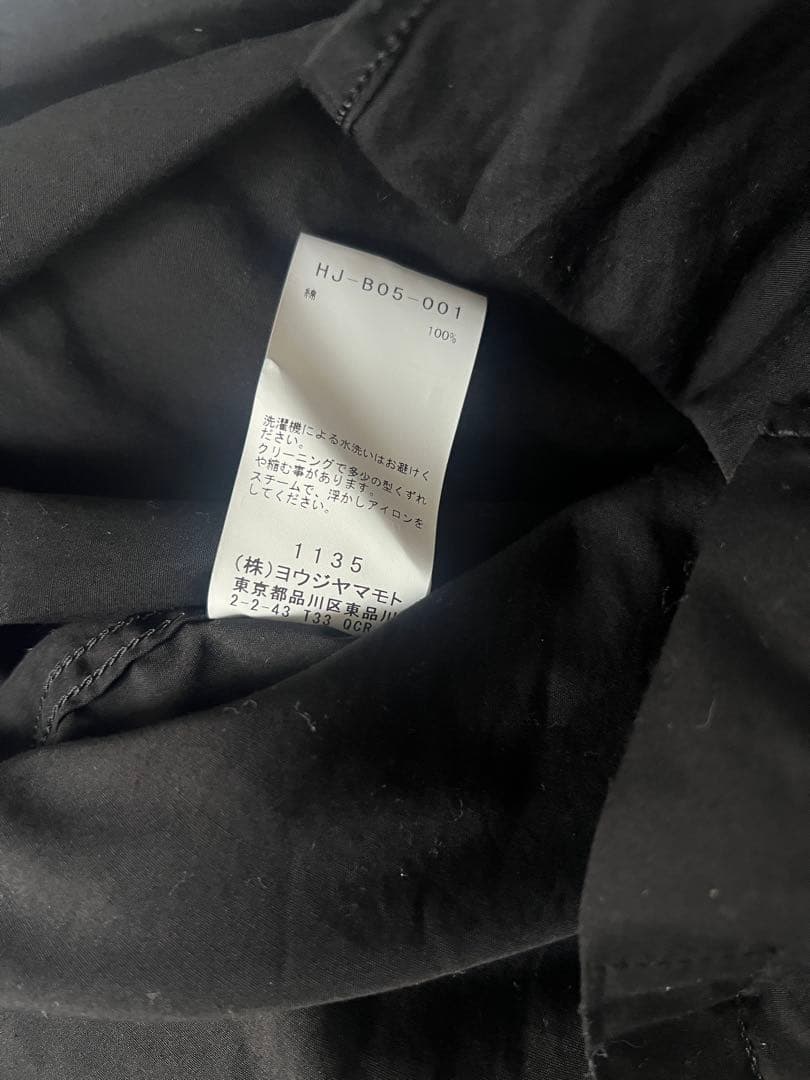 HJ-B05-001
綿
100%
洗濯機による水洗いはお避けく
ださい。
クリーニングで多少の型くずれ
や縮む事があります。
スチームで、浮かしアイロンを
してください。
1135
(株)ヨウジヤマモト
東京都品川区東品川
2-2-43 T33 OCR